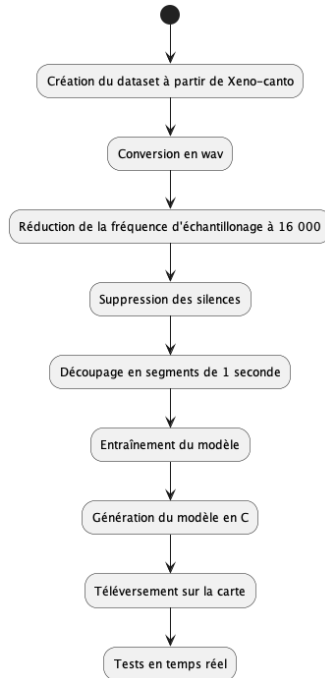 Création du dataset à partir de Xeno-canto
Conversion en wav
Réduction de la fréquence d'échantillonage à 16 000
Suppression des silences
Découpage en segments de 1 seconde
Entraînement du modèle
Génération du modèle en C
Téléversement sur la carte
Tests en temps réel